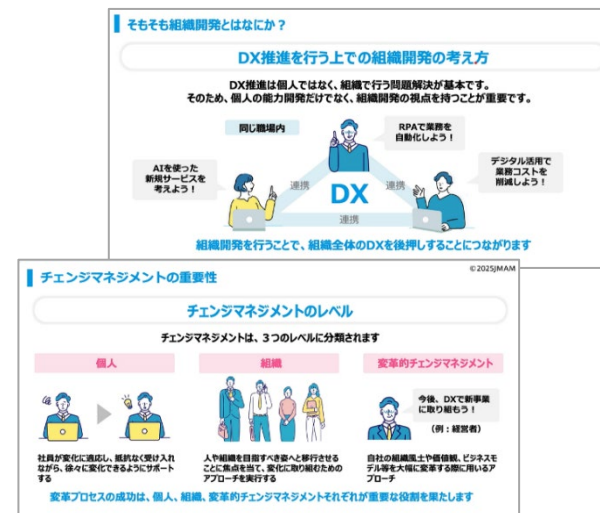 そもそも組織開発とはなにか？
DX推進を行う上での組織開発の考え方
DX推進は個人ではなく、組織で行う問題解決が基本です。
そのため、個人の能力開発だけでなく、組織開発の視点を持つことが重要です。
同じ職場内
RPAで業務を
自動化しよう！
AIを使った
新規サービスを
考えよう！
デジタル活用で
業務コストを
削減しよう！
連携
連携
DX
連携
組織開発を行うことで、組織全体のDXを後押しすることにつながります
©2025JMAM
チェンジマネジメントの重要性
チェンジマネジメントのレベル
チェンジマネジメントは、3つのレベルに分類されます
個人
組織
変革的チェンジマネジメント
今後、DXで新事業
に取り組もう！
（例：経営者）
社員が変化に適応し、抵抗なく受け入れ
ながら、徐々に変化できるようにサポート
する
人や組織を目指すべき姿へと移行させる
ことに焦点を当て、変化に取り組むための
アプローチを実行する
自社の組織風土や価値観、ビジネスモ
デル等を大幅に変革する際に用いるア
プローチ
変革プロセスの成功は、個人、組織、変革的チェンジマネジメントそれぞれが重要な役割を果たします